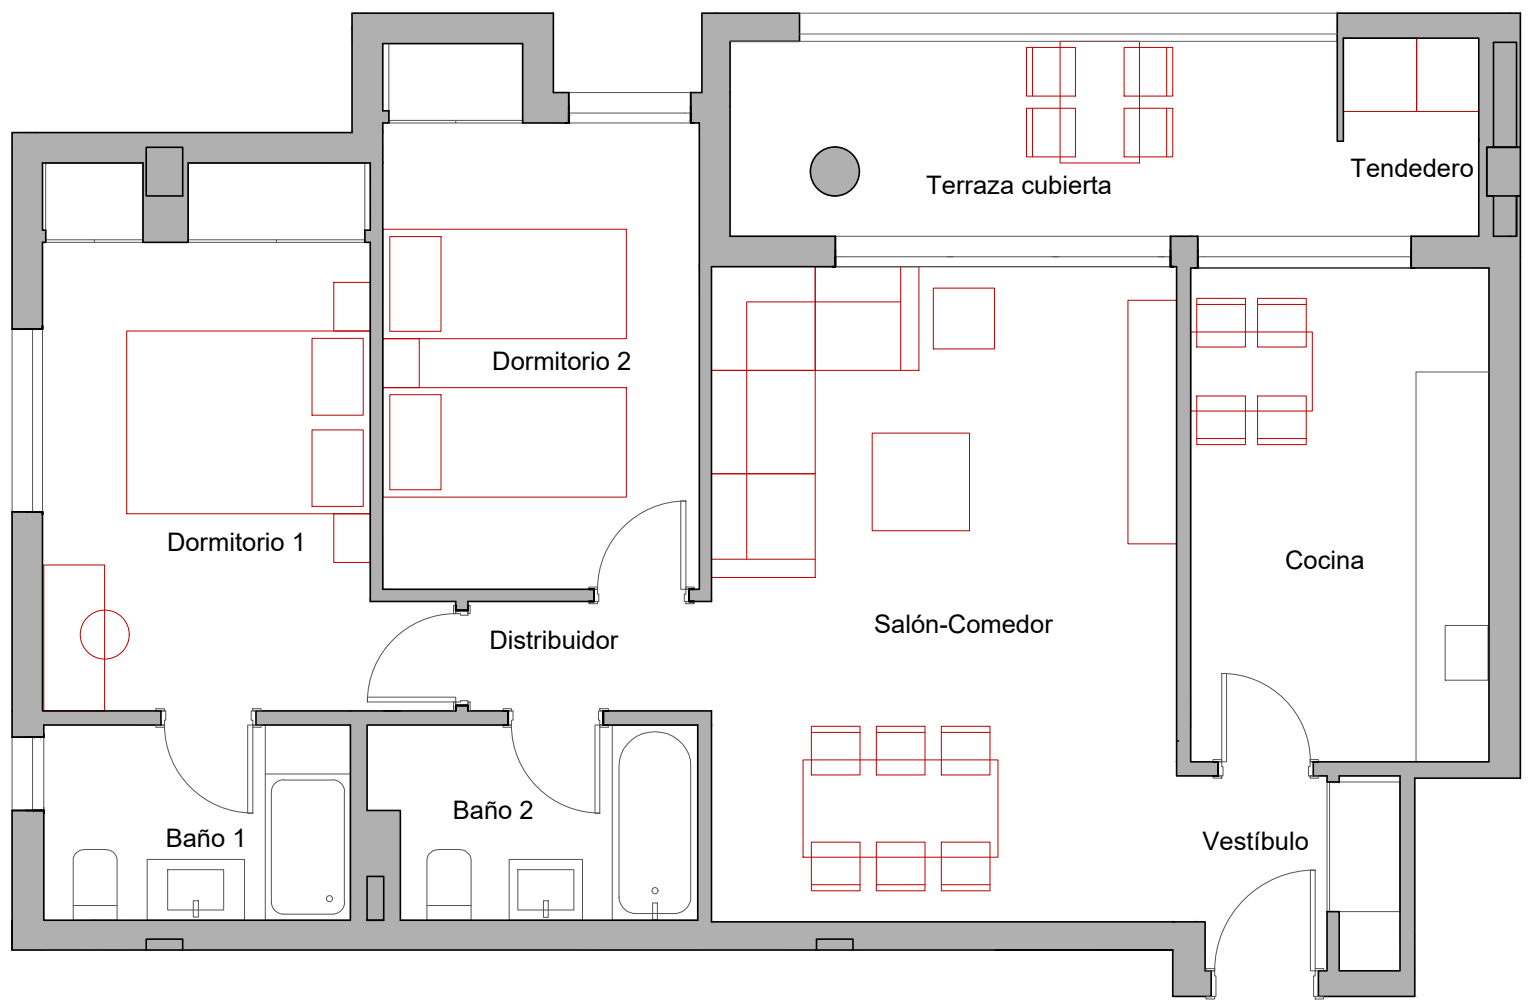 Tendedero
Terraza cubierta
Dormitorio 2
Dormitorio 1
Cocina
Salón-Comedor
Distribuidor
Baño 2
Baño 1
Vestíbulo